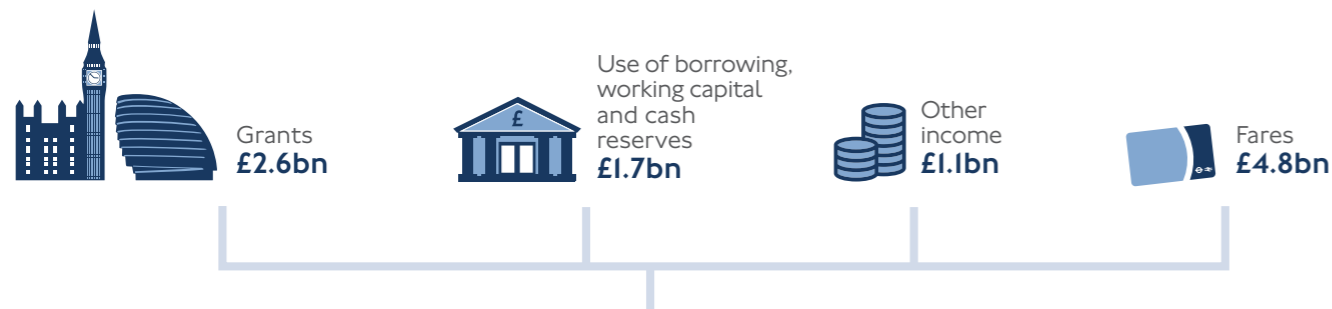 Grants
£2.6bn
Use of borrowing,
working capital
and cash
reserves
£1.7bn
Other
income
£1.1bn
Fares
£4.8bn
£